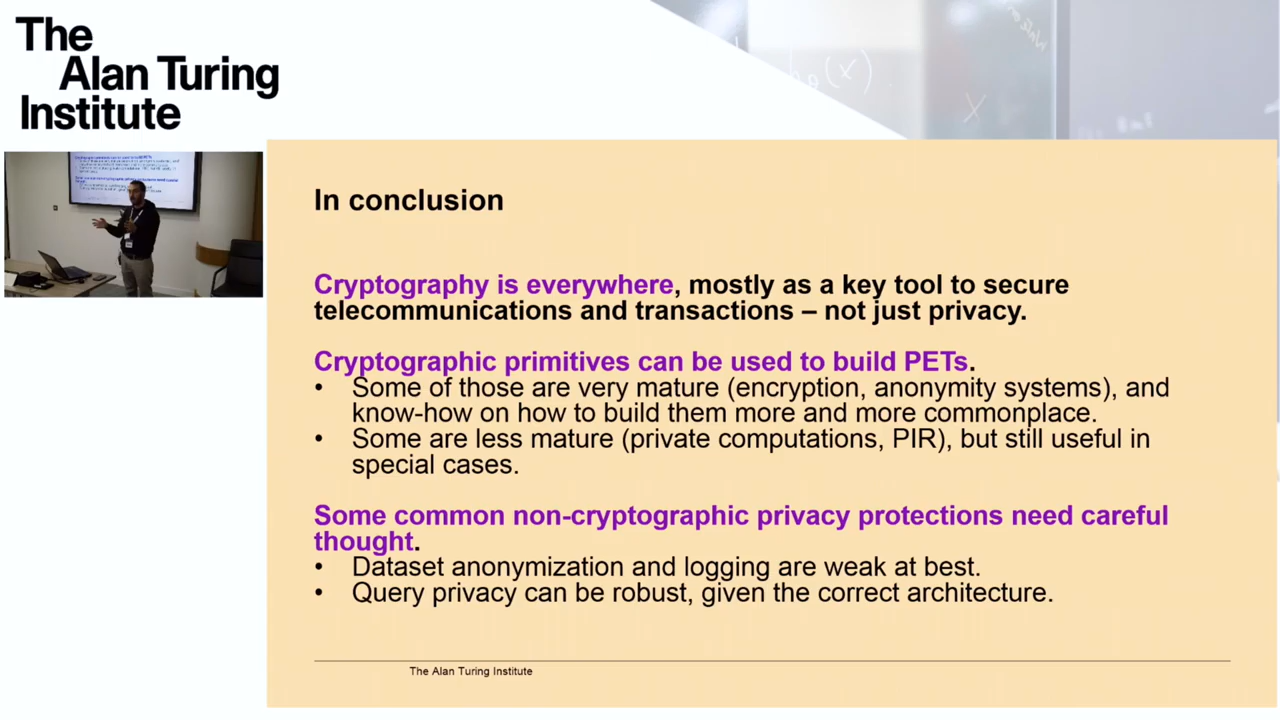 The
Alan Turing
Institute
In conclusion
Cryptography is everywhere, mostly as a key tool to secure
telecommunications and transactions – not just privacy.
Cryptographic primitives can be used to build PETs.
• Some of those are very mature (encryption, anonymity systems), and
know-how on how to build them more and more commonplace.
• Some are less mature (private computations, PIR), but still useful in
special cases.
Some common non-cryptographic privacy protections need careful
thought.
• Dataset anonymization and logging are weak at best.
• Query privacy can be robust, given the correct architecture.
The Alan Turing Institute